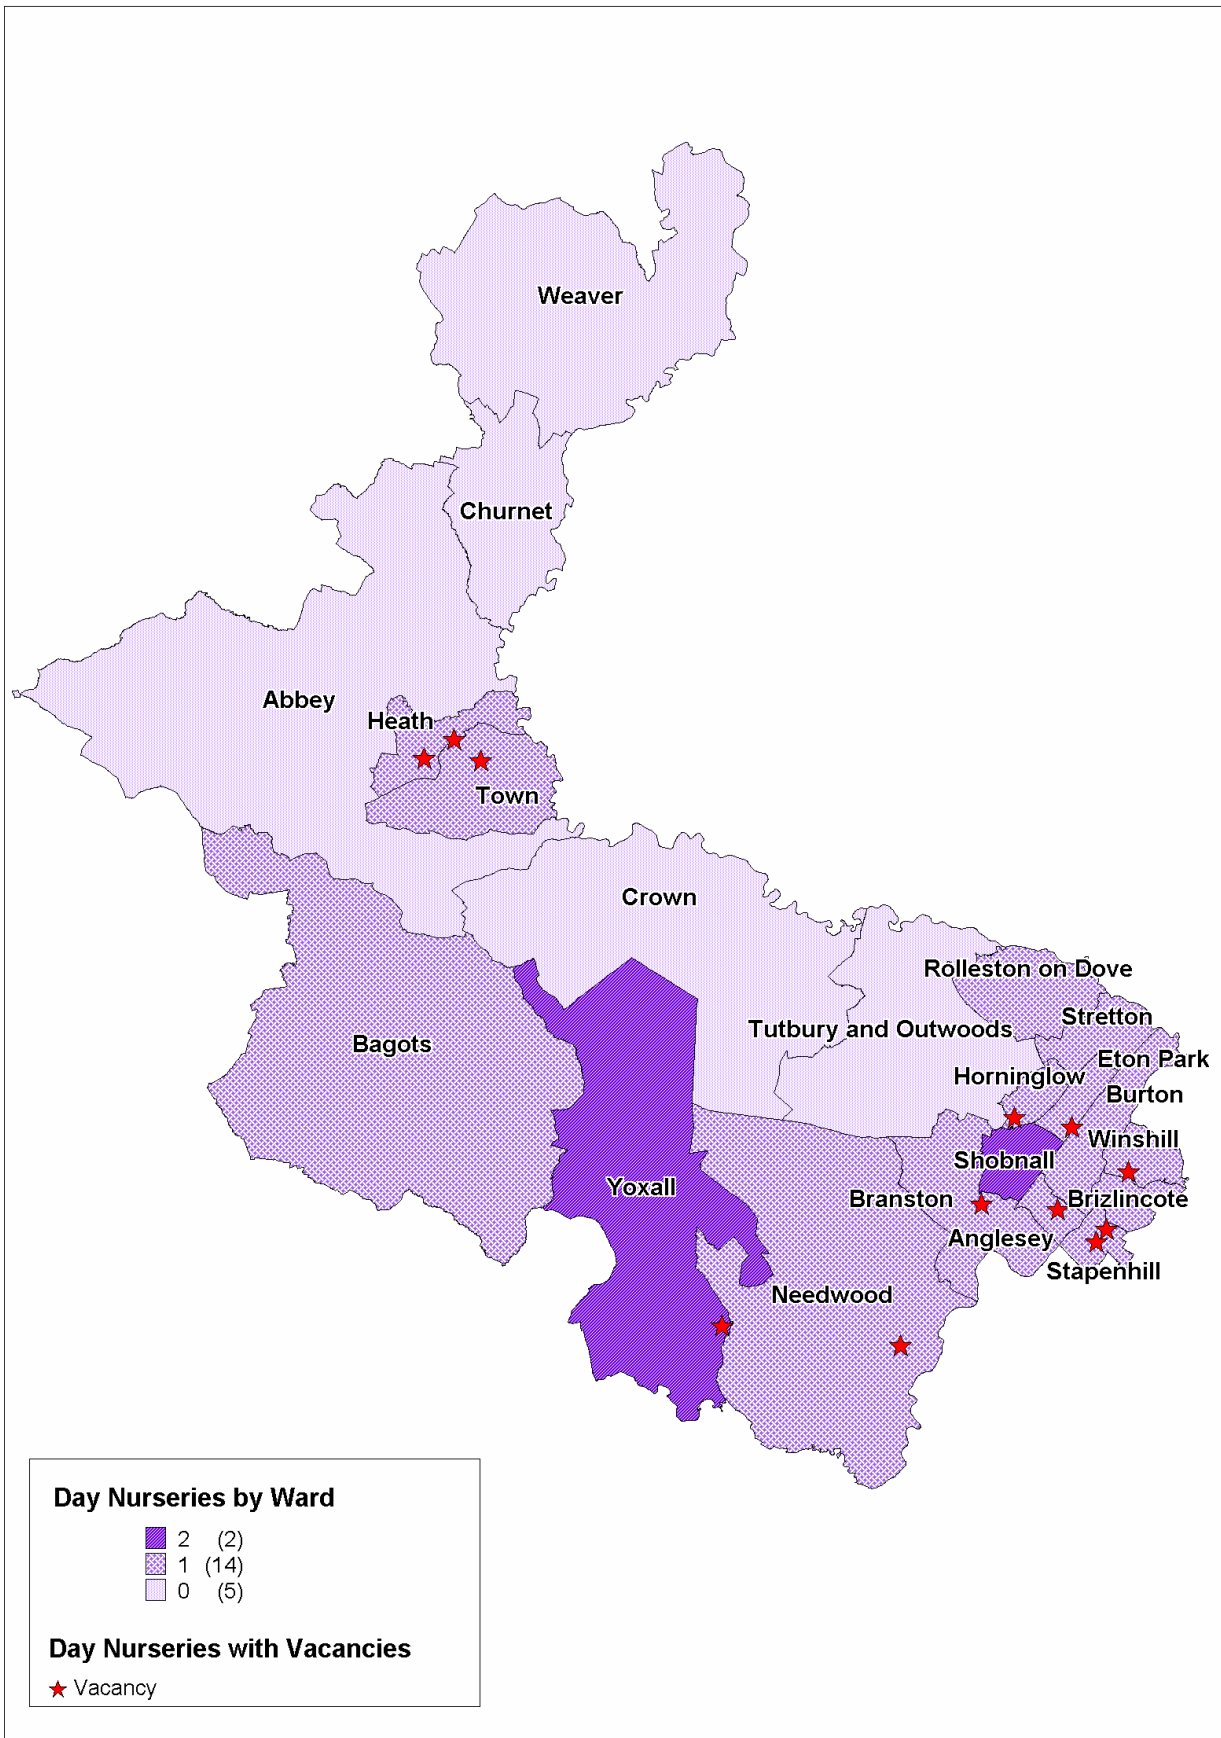 Weaver
Churnet
Abbey
Heath
Town
Crown
Rolleston on Dove
Stretton
Tutbury and Outwoods
Bagots
Eton Park
Horninglow
Burton
Winshill
Shobnall
Yoxall
Branston
Brizlincote
Anglesey
Stapenhill
Needwood
Day Nurseries by Ward
2 (2)
1 (14)
0 (5)
Day Nurseries with Vacancies
Vacancy